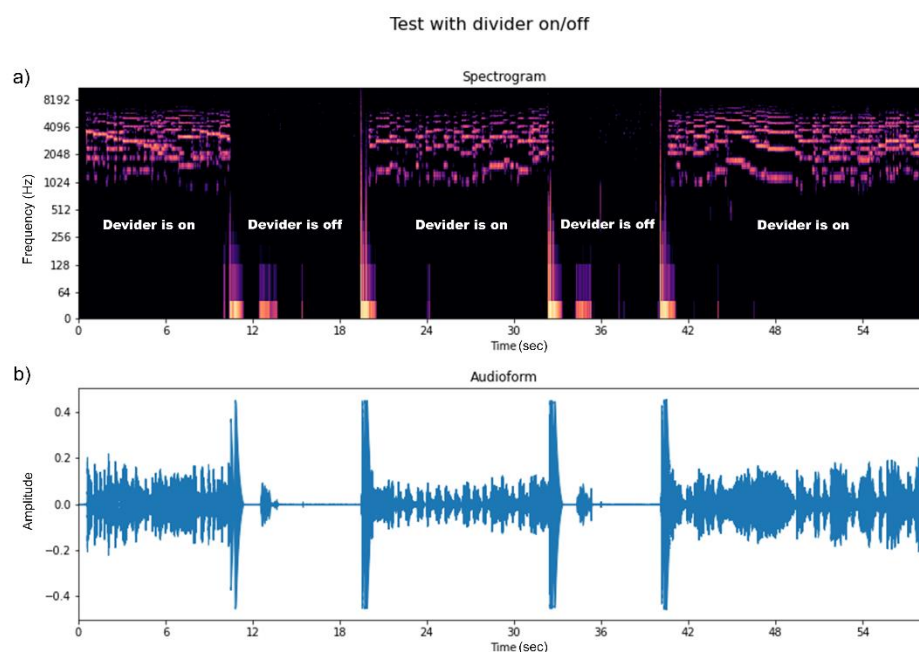 Test with divider on/off
a)
Spectrogram
8192
4096
2048
1024
512
256
128
64
0
Frequency (Hz)
Devider is on
Devider is off
Devider is on
Devider is off
Devider is on
0 6 12 18 24 30 36 42 48 54
Time (sec)
b)
Audioform
0.4
0.2
0.0
−0.2
−0.4
Amplitude
0 6 12 18 24 30 36 42 48 54
Time (sec)